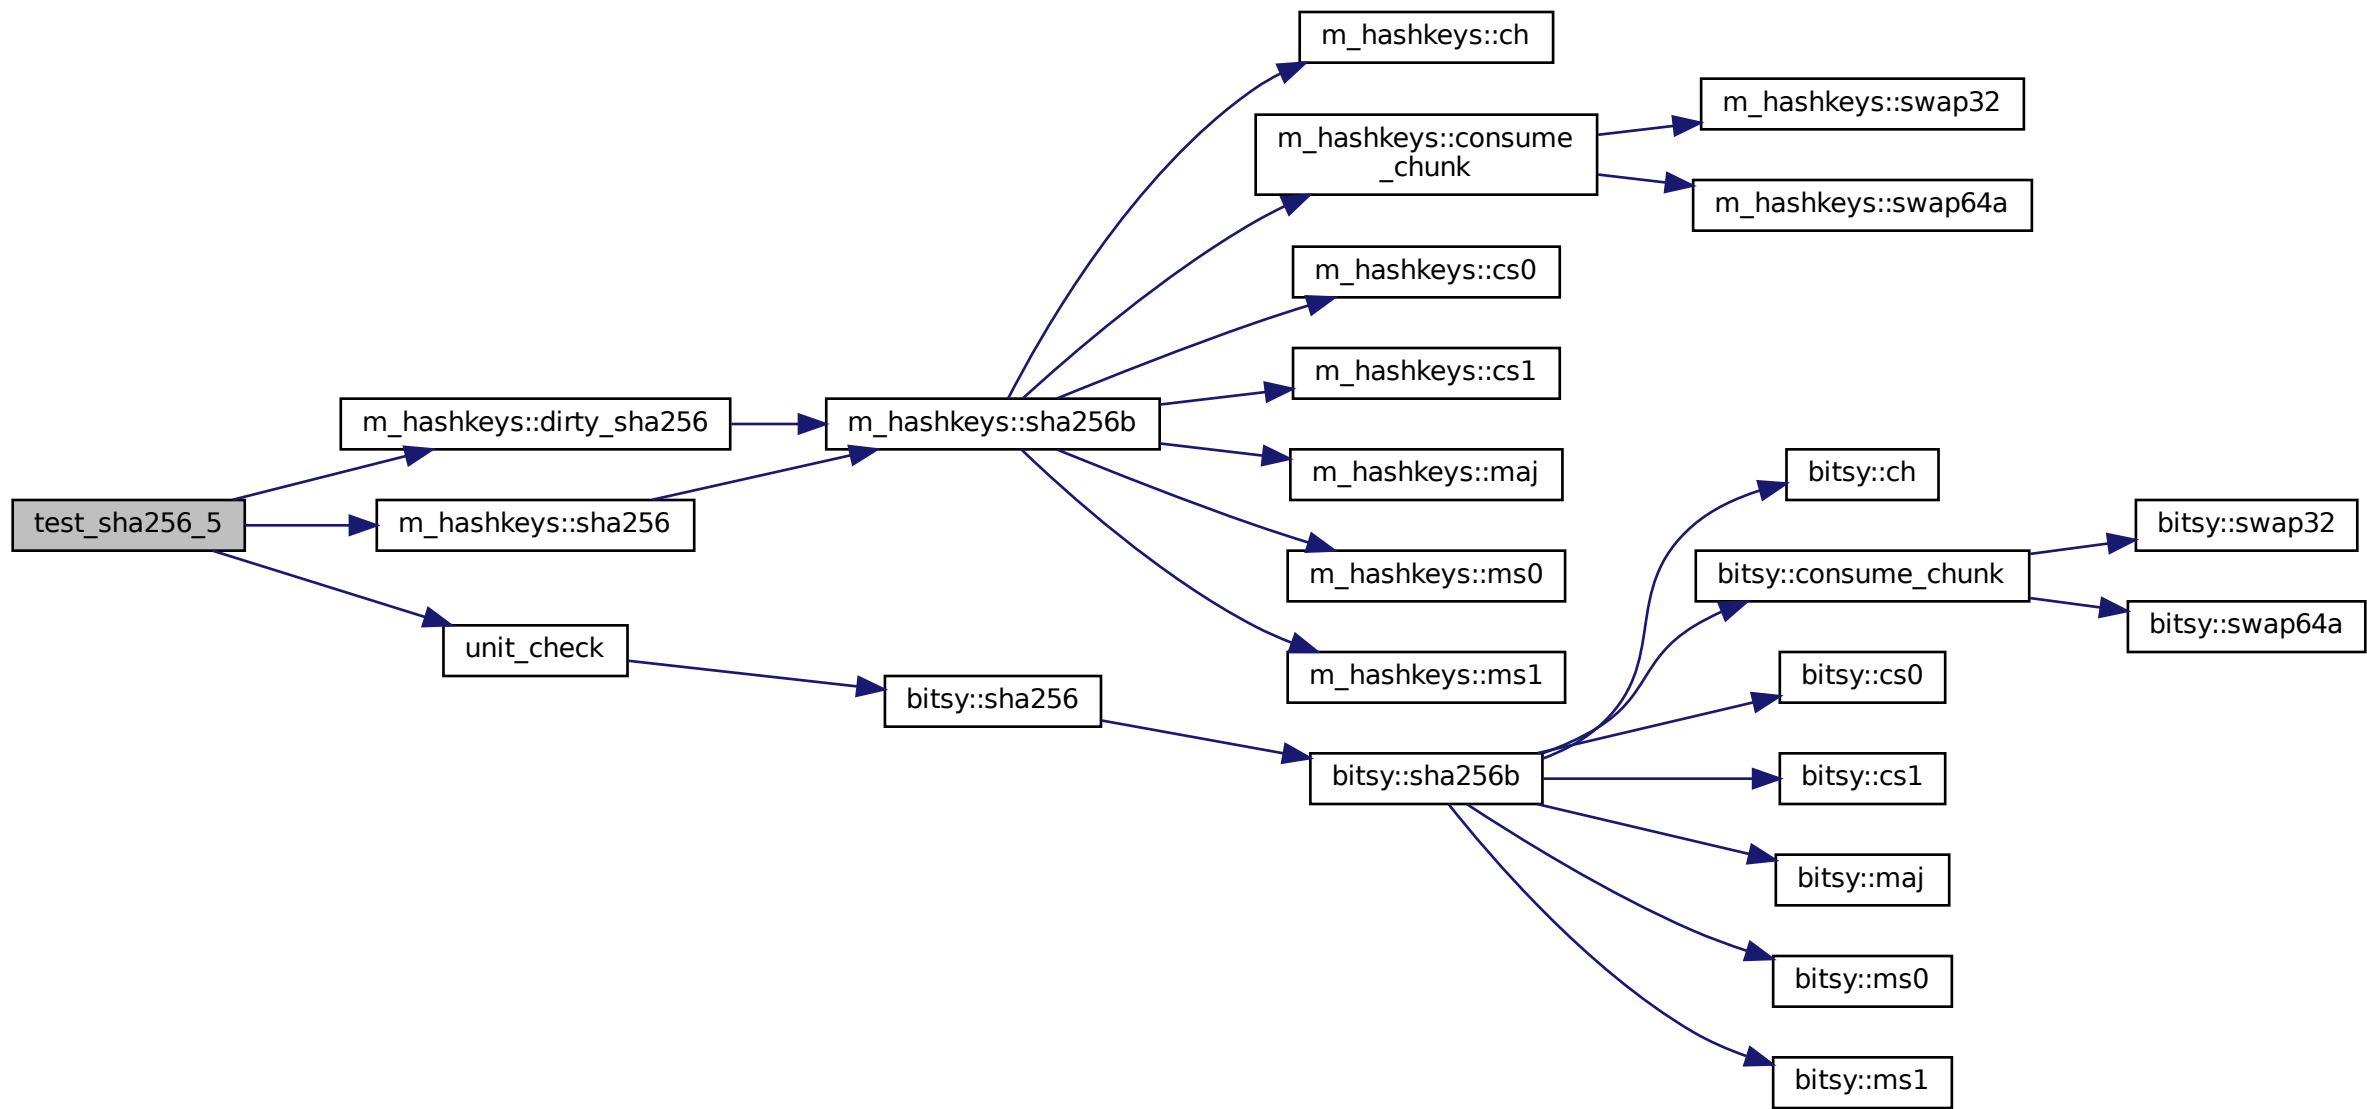 m_hashkeys::ch
m_hashkeys::swap32
m_hashkeys::consume
_chunk
m_hashkeys::swap64a
m_hashkeys::cs0
m_hashkeys::cs1
m_hashkeys::dirty_sha256
m_hashkeys::sha256b
m_hashkeys::maj
bitsy::ch
test_sha256_5
m_hashkeys::sha256
bitsy::swap32
m_hashkeys::ms0
bitsy::consume_chunk
bitsy::swap64a
unit_check
m_hashkeys::ms1
bitsy::cs0
bitsy::sha256
bitsy::sha256b
bitsy::cs1
bitsy::maj
bitsy::ms0
bitsy::ms1